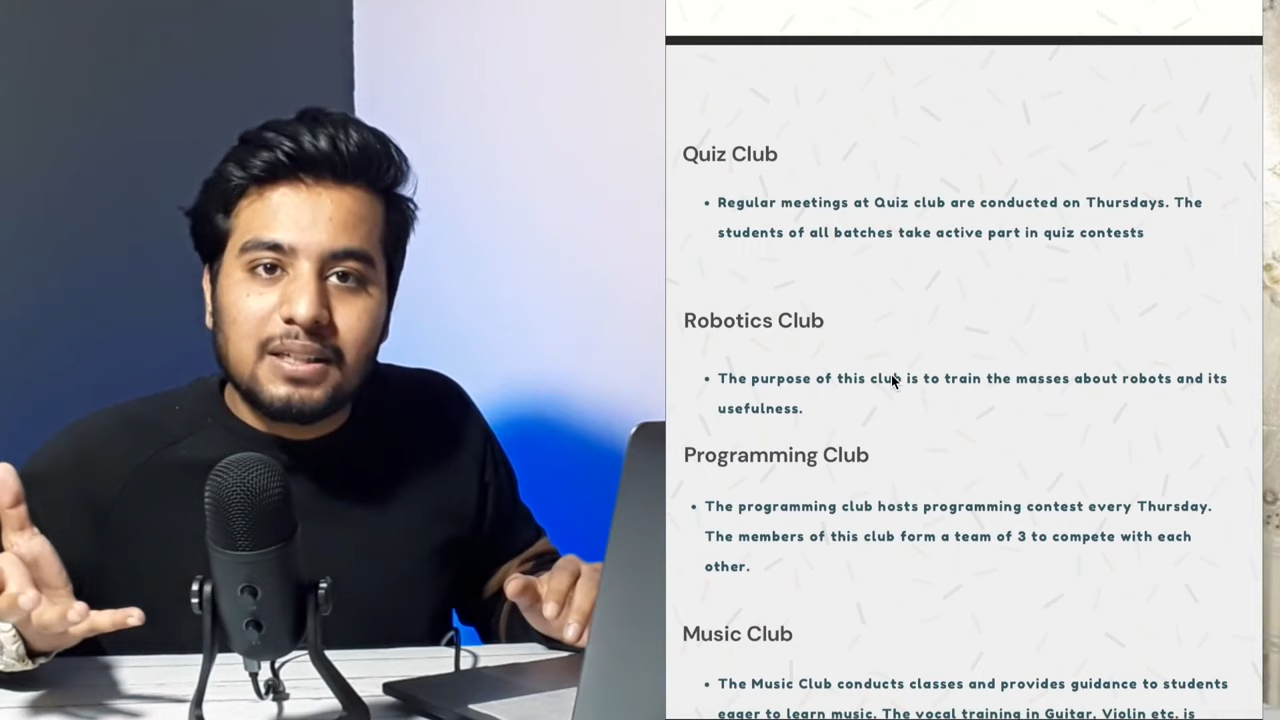 Quiz Club
• Regular meetings at Quiz club are conducted on Thursdays. The
students of all batches take active part in quiz contests
Robotics Club
• The purpose of this club is to train the masses about robots and its
usefulness.
Programming Club
• The programming club hosts programming contest every Thursday.
The members of this club form a team of 3 to compete with each
other.
Music Club
• The Music Club conducts classes and provides guidance to students
eager to learn music. The vocal training in Guitar, Violin etc. is